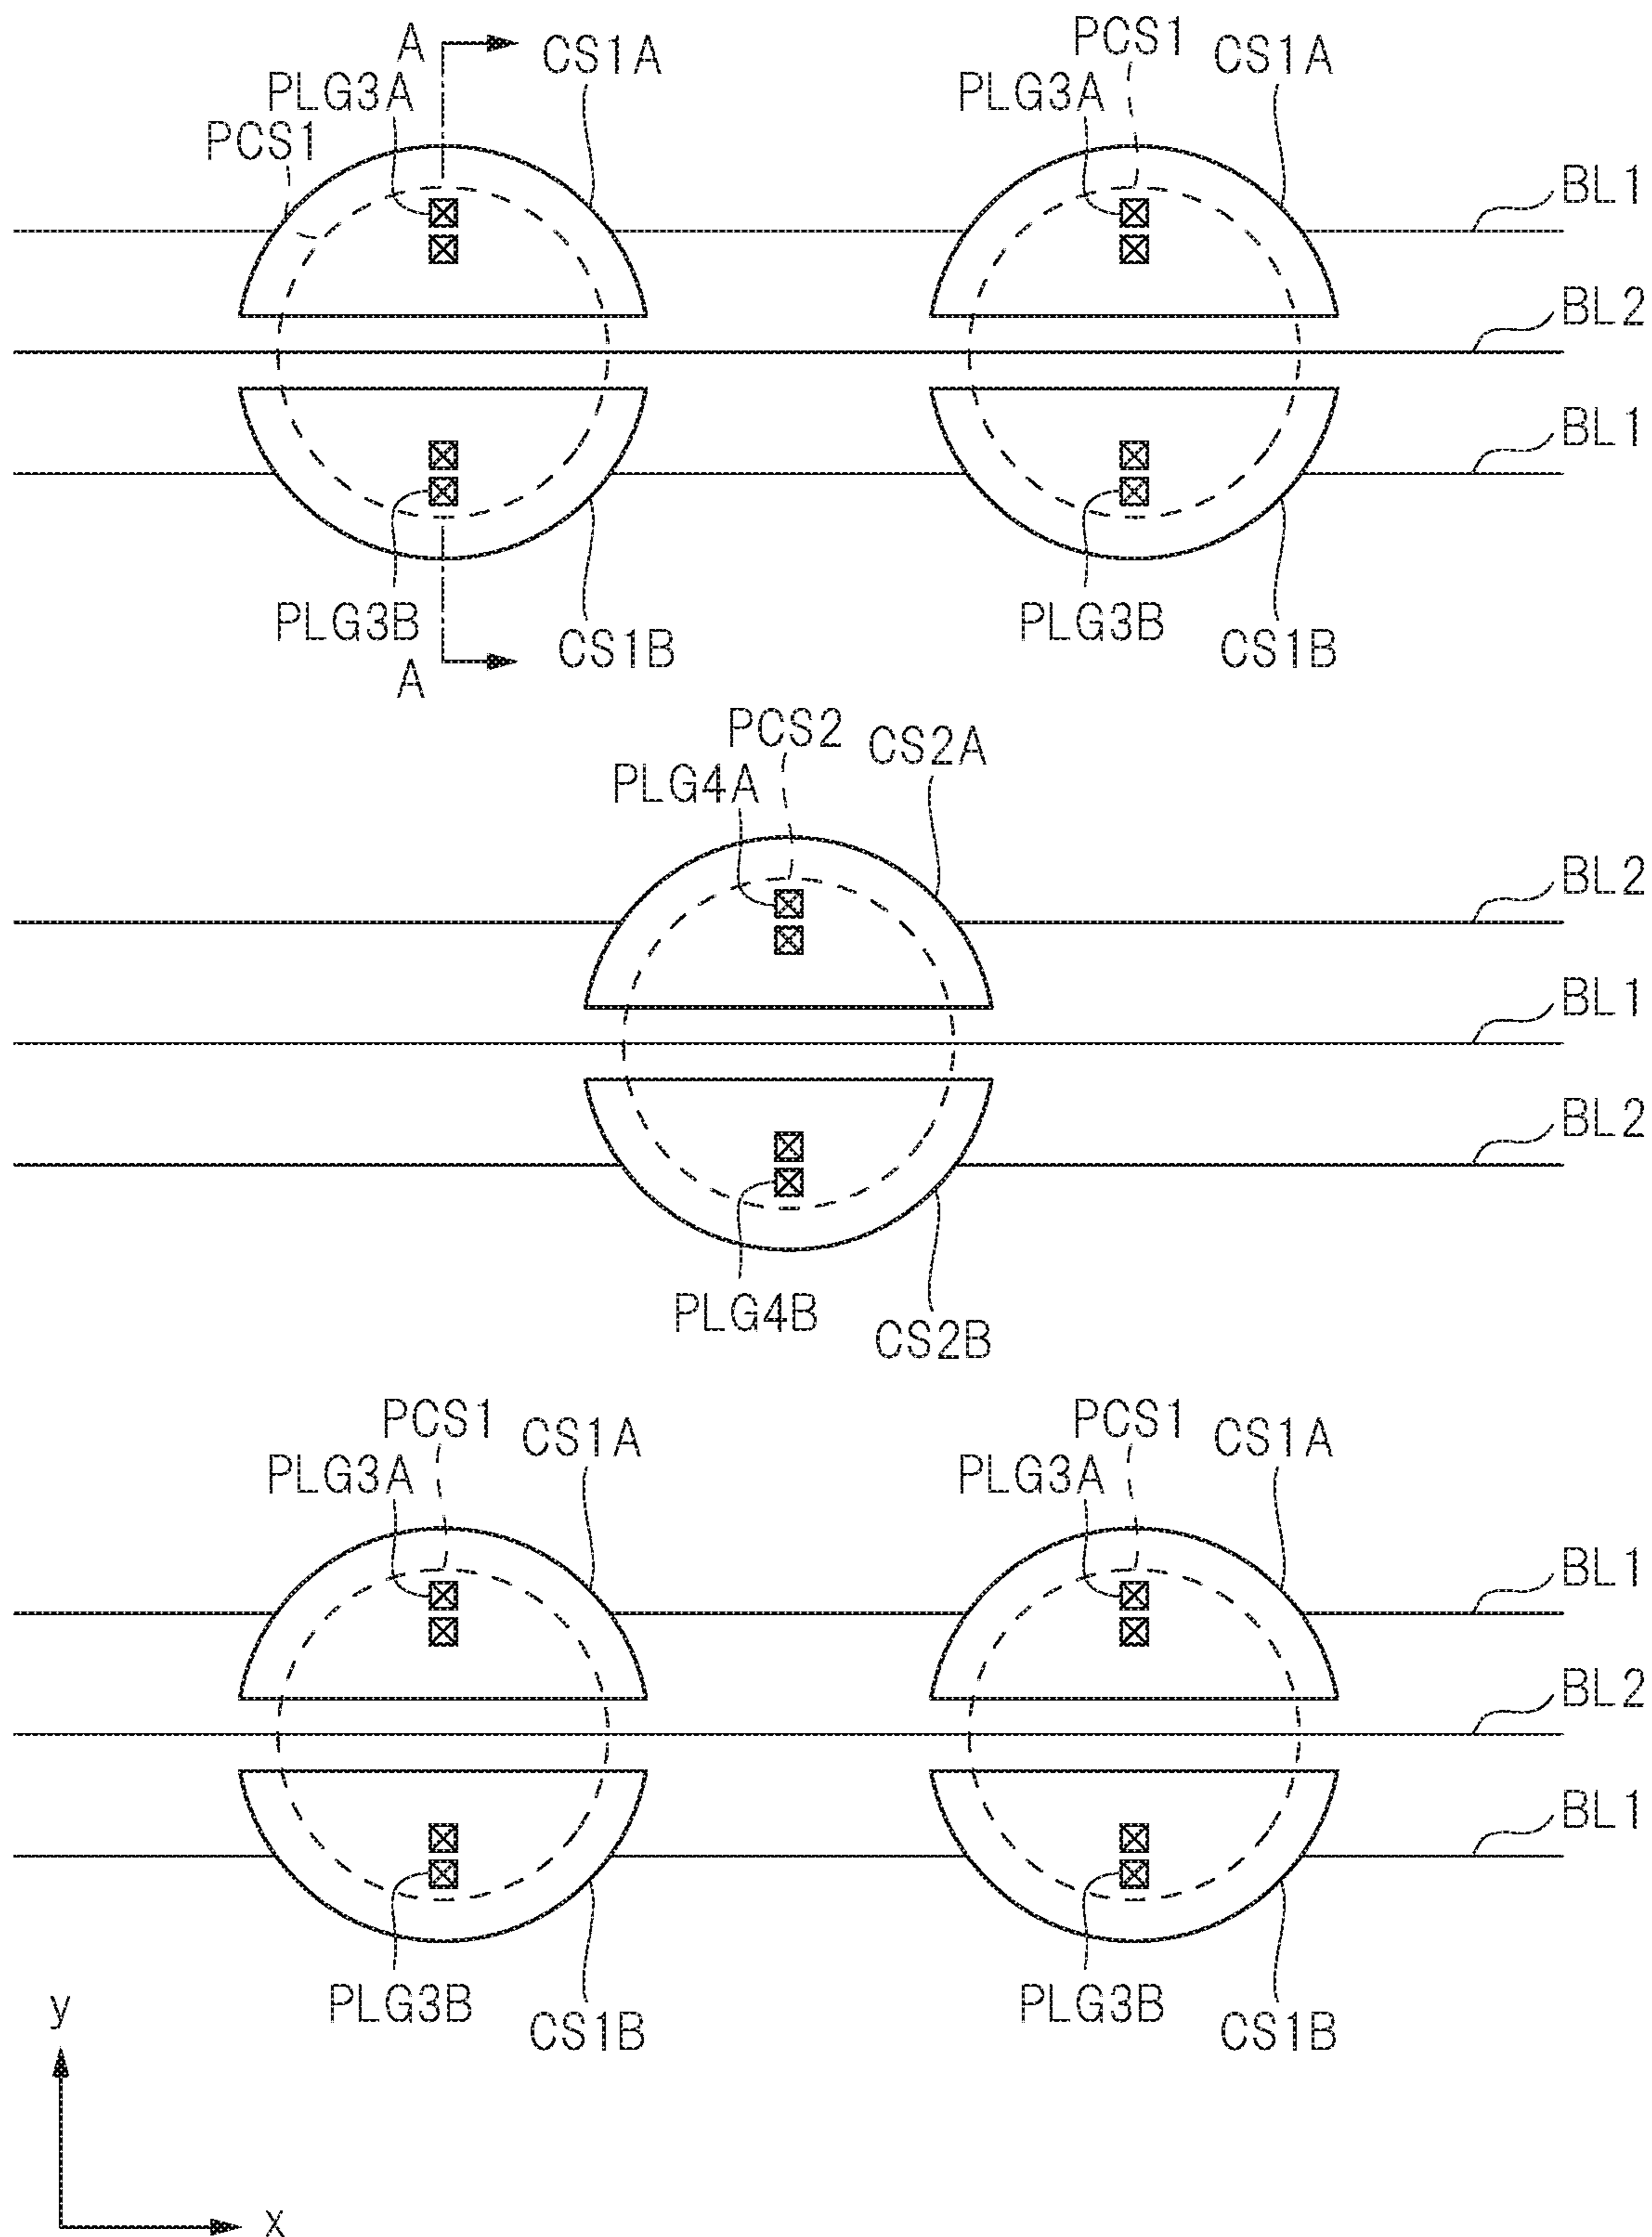 A CS1A PCS1 CS1A
PLG3A PLG3A
PCS1
BL1
BL2
BL1
PLG3B PLG3B
CS1B CS1B
A
PCS2 CS2A
PLG4A
BL2
BL1
BL2
PLG4B
CS2B
PCS1 CS1A PCS1 CS1A
PLG3A PLG3A
BL1
BL2
BL1
PLG3B PLG3B
CS1B CS1B
y
x